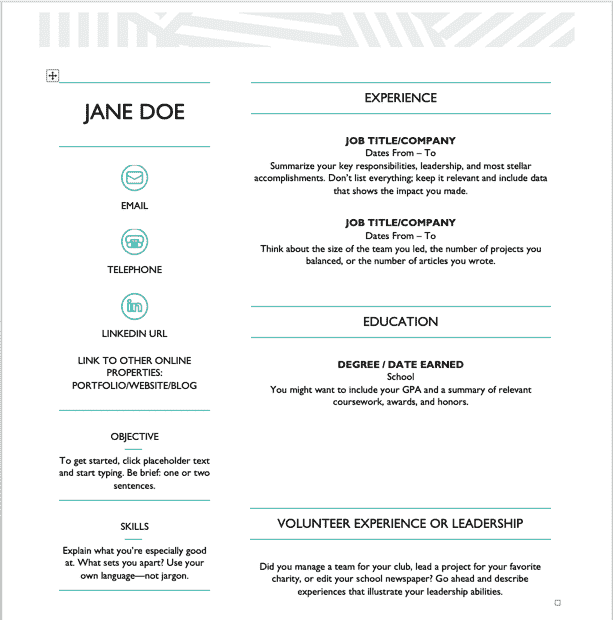 JANE DOE
EMAIL
TELEPHONE
in
LINKEDIN URL
LINK TO OTHER ONLINE
PROPERTIES:
PORTFOLIO/WEBSITE/BLOG
OBJECTIVE
To get started, click placeholder text
and start typing. Be brief: one or two
sentences.
SKILLS
Explain what you're especially good
at. What sets you apart? Use your
own language—not jargon.
EXPERIENCE
JOB TITLE/COMPANY
Dates From – To
Summarize your key responsibilities, leadership, and most stellar
accomplishments. Don't list everything; keep it relevant and include data
that shows the impact you made.
JOB TITLE/COMPANY
Dates From – To
Think about the size of the team you led, the number of projects you
balanced, or the number of articles you wrote.
EDUCATION
DEGREE / DATE EARNED
School
You might want to include your GPA and a summary of relevant
coursework, awards, and honors.
VOLUNTEER EXPERIENCE OR LEADERSHIP
Did you manage a team for your club, lead a project for your favorite
charity, or edit your school newspaper? Go ahead and describe
experiences that illustrate your leadership abilities.